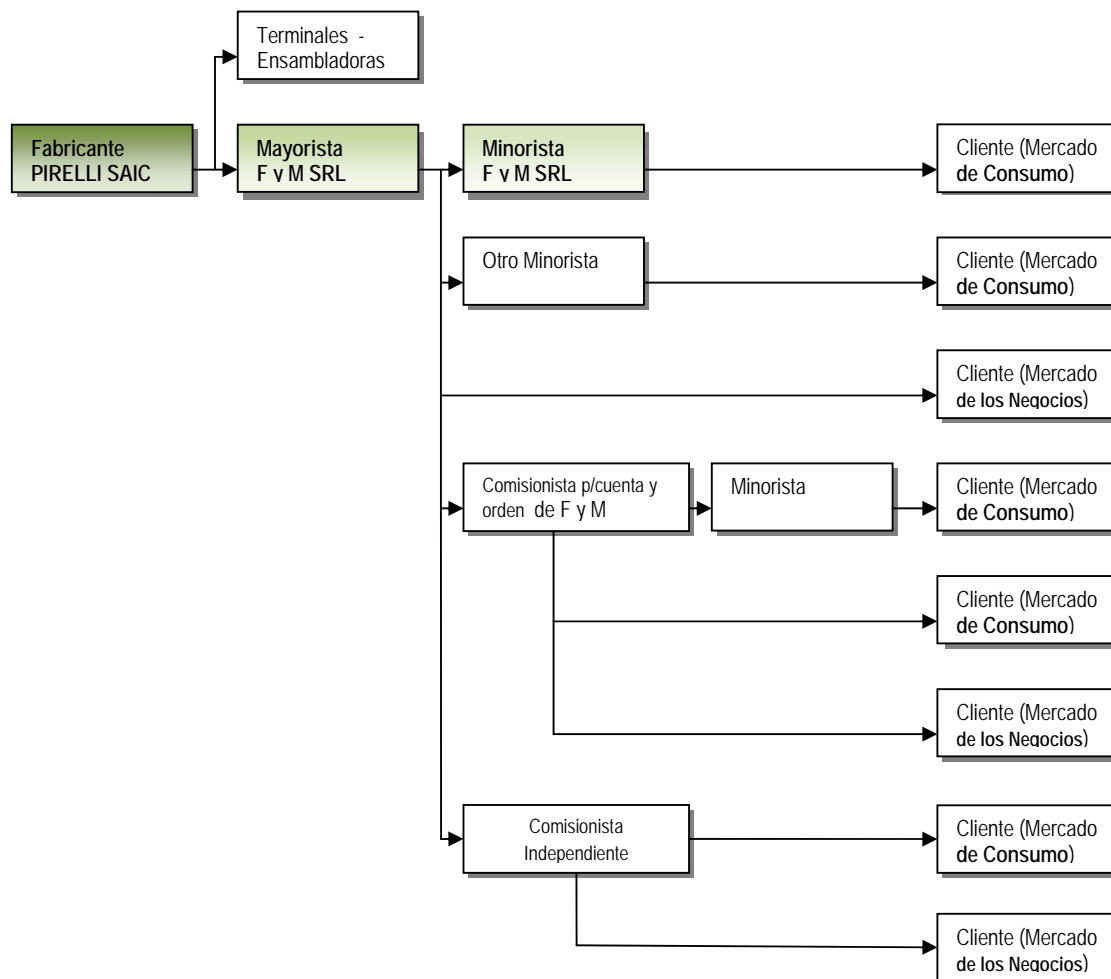 Terminales -
Ensambladoras
Fabricante
PIRELLI SAIC
Mayorista
F y M SRL
Minorista
F y M SRL
Cliente (Mercado
de Consumo)
Otro Minorista
Cliente (Mercado
de Consumo)
Cliente (Mercado
de los Negocios)
Comisionista p/cuenta y
orden de F y M
Minorista
Cliente (Mercado
de Consumo)
Cliente (Mercado
de Consumo)
Cliente (Mercado
de los Negocios)
Comisionista
Independiente
Cliente (Mercado
de Consumo)
Cliente (Mercado
de los Negocios)